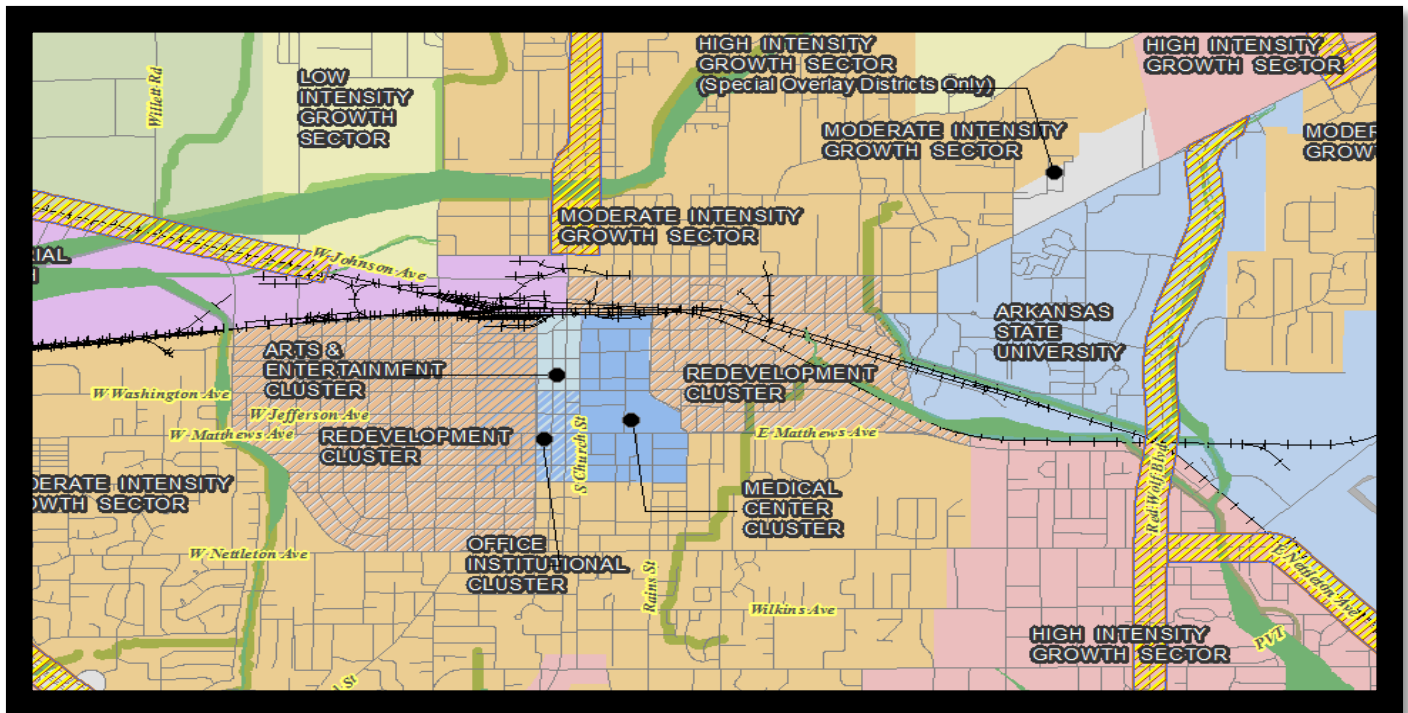 HIGH INTENSITY
GROWTH SECTOR
(Special Overlay Districts Only)
HIGH INTENSITY
GROWTH SECTOR
Willett Rd
LOW
INTENSITY
GROWTH
SECTOR
MODERATE INTENSITY
GROWTH SECTOR
MODER
GROW
MODERATE INTENSITY
GROWTH SECTOR
RIAL
H
W Johnson Ave
ARKANSAS
STATE
UNIVERSITY
ARTS &
ENTERTAINMENT
CLUSTER
REDEVELOPMENT
CLUSTER
W Washington Ave
W Jefferson Ave
W Matthews Ave
REDEVELOPMENT
CLUSTER
S Church St
E Matthews Ave
DERATE INTENSITY
OWTH SECTOR
MEDICAL
CENTER
CLUSTER
Red Wolf Blvd
W Nettleton Ave
OFFICE
INSTITUTIONAL
CLUSTER
Rains St
E Nettleton Ave
Wilkins Ave
HIGH INTENSITY
GROWTH SECTOR
PVT
St